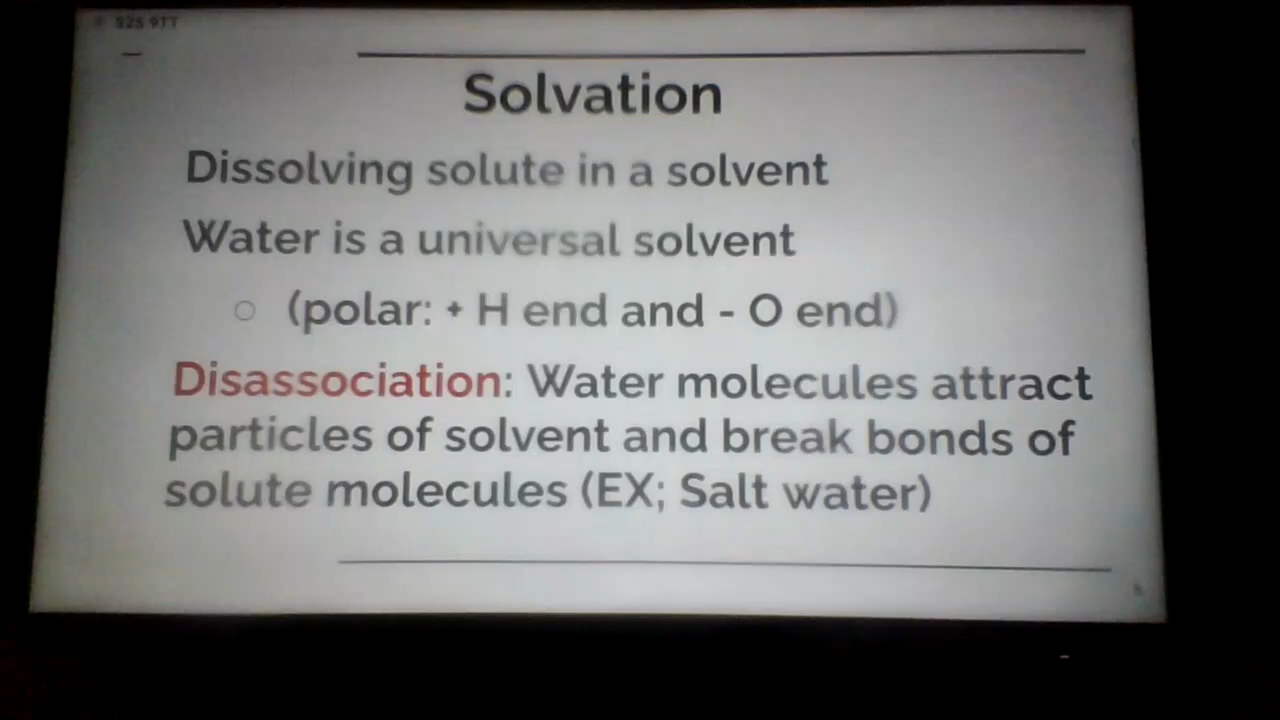 Solvation
Dissolving solute in a solvent
Water is a universal solvent
○ (polar: + H end and - O end)
Disassociation: Water molecules attract
particles of solvent and break bonds of
solute molecules (EX; Salt water)